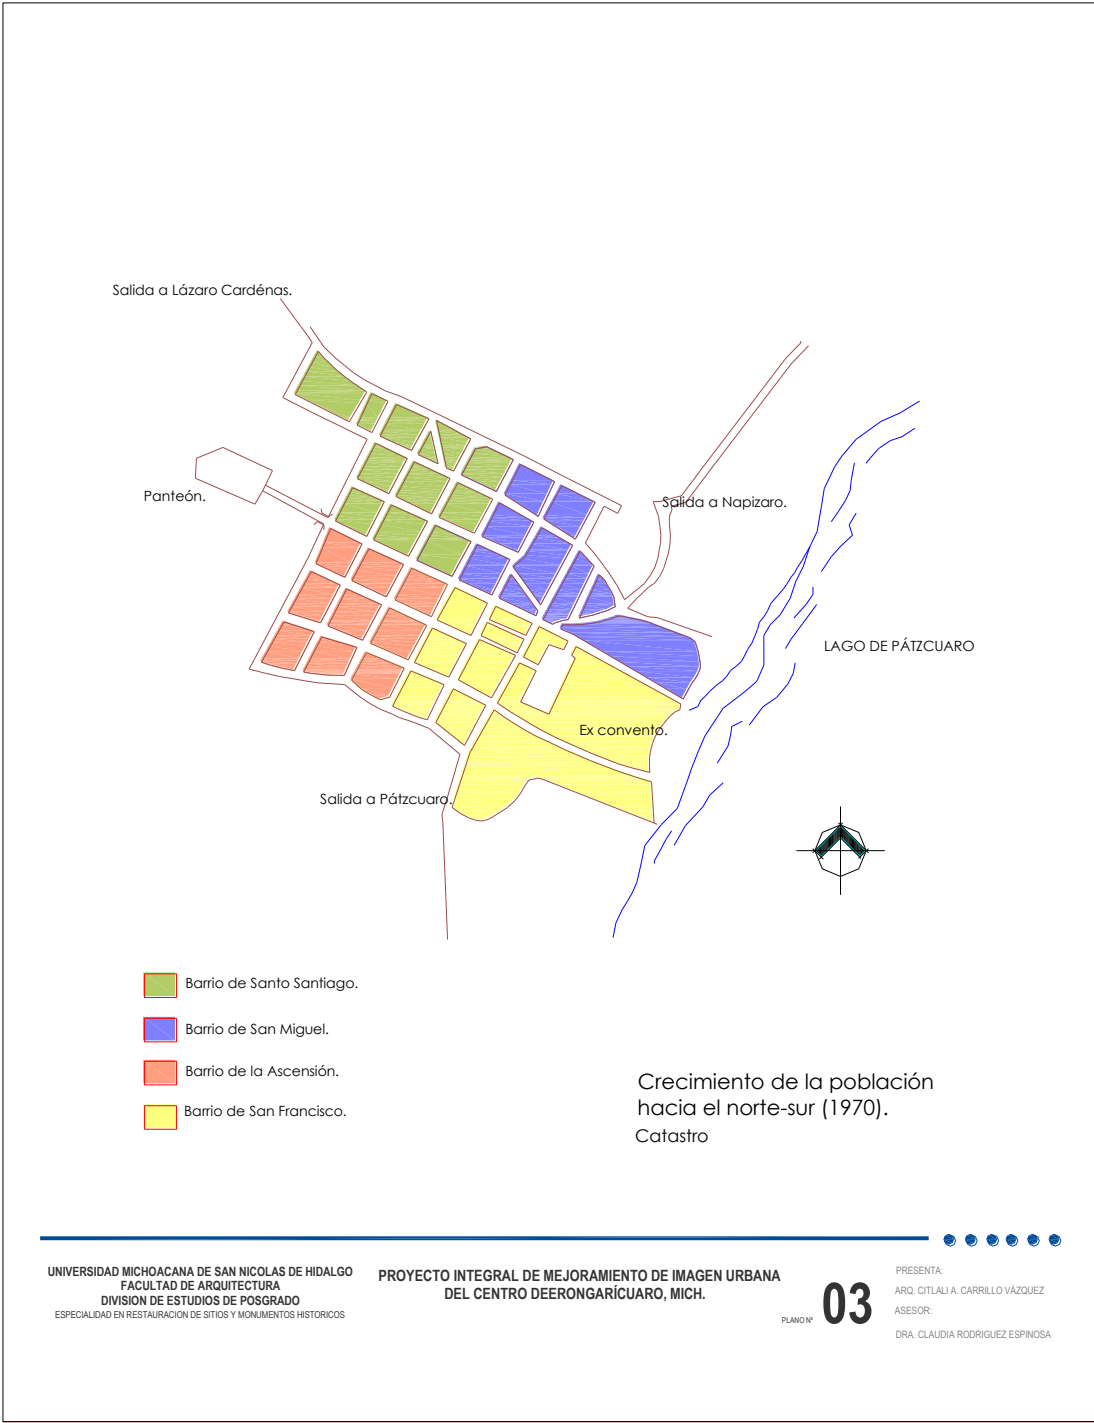 Salida a Lázaro Cardénas.
Panteón.
Salida a Napizaro.
LAGO DE PÁTZCUARO
Ex convento.
Salida a Pátzcuaro.
Barrio de Santo Santiago.
Barrio de San Miguel.
Barrio de la Ascensión.
Barrio de San Francisco.
Crecimiento de la población
hacia el norte-sur (1970).
Catastro
UNIVERSIDAD MICHOACANA DE SAN NICOLAS DE HIDALGO
FACULTAD DE ARQUITECTURA
DIVISION DE ESTUDIOS DE POSGRADO
ESPECIALIDAD EN RESTAURACION DE SITIOS Y MONUMENTOS HISTORICOS
PROYECTO INTEGRAL DE MEJORAMIENTO DE IMAGEN URBANA
DEL CENTRO DEERONGARÍCUARO, MICH.
PLANO Nº
03
PRESENTA:
ARQ. CITLALI A. CARRILLO VÁZQUEZ
ASESOR:
DRA. CLAUDIA RODRIGUEZ ESPINOSA